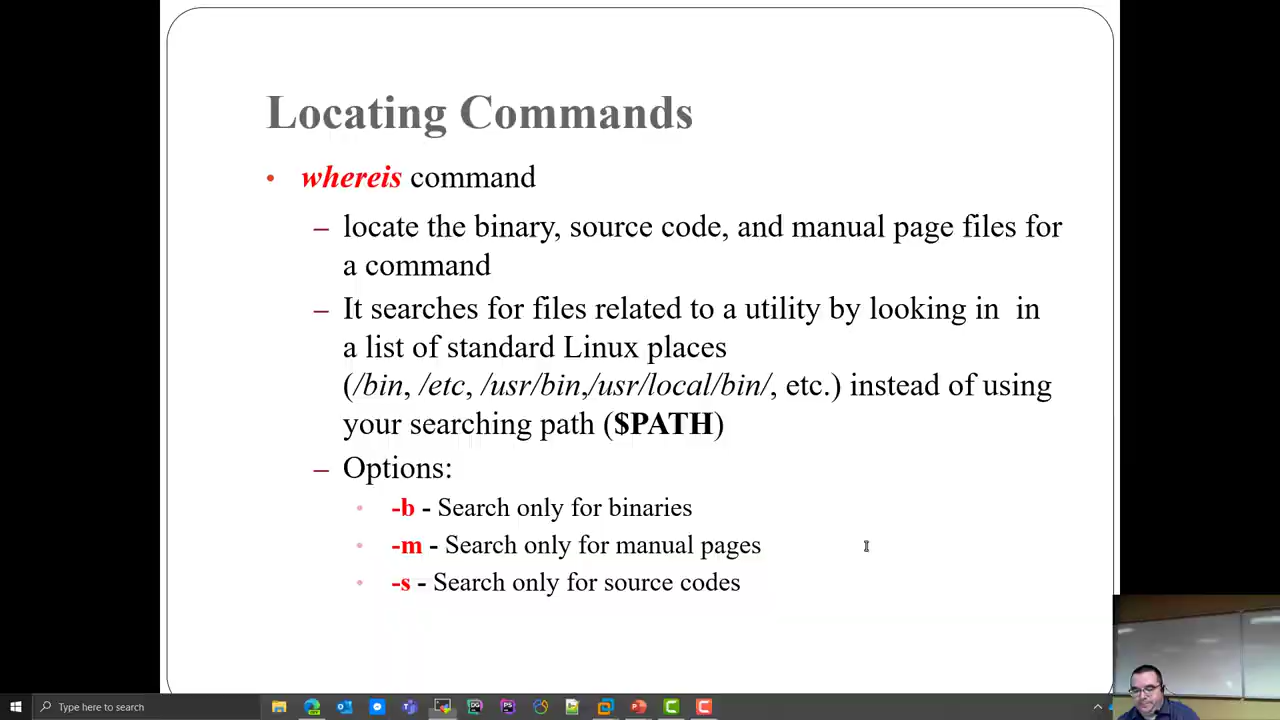 Locating Commands
• whereis command
– locate the binary, source code, and manual page files for
a command
– It searches for files related to a utility by looking in in
a list of standard Linux places
(/bin, /etc, /usr/bin,/usr/local/bin/, etc.) instead of using
your searching path ($PATH)
– Options:
• -b - Search only for binaries
• -m - Search only for manual pages
• -s - Search only for source codes
Type here to search